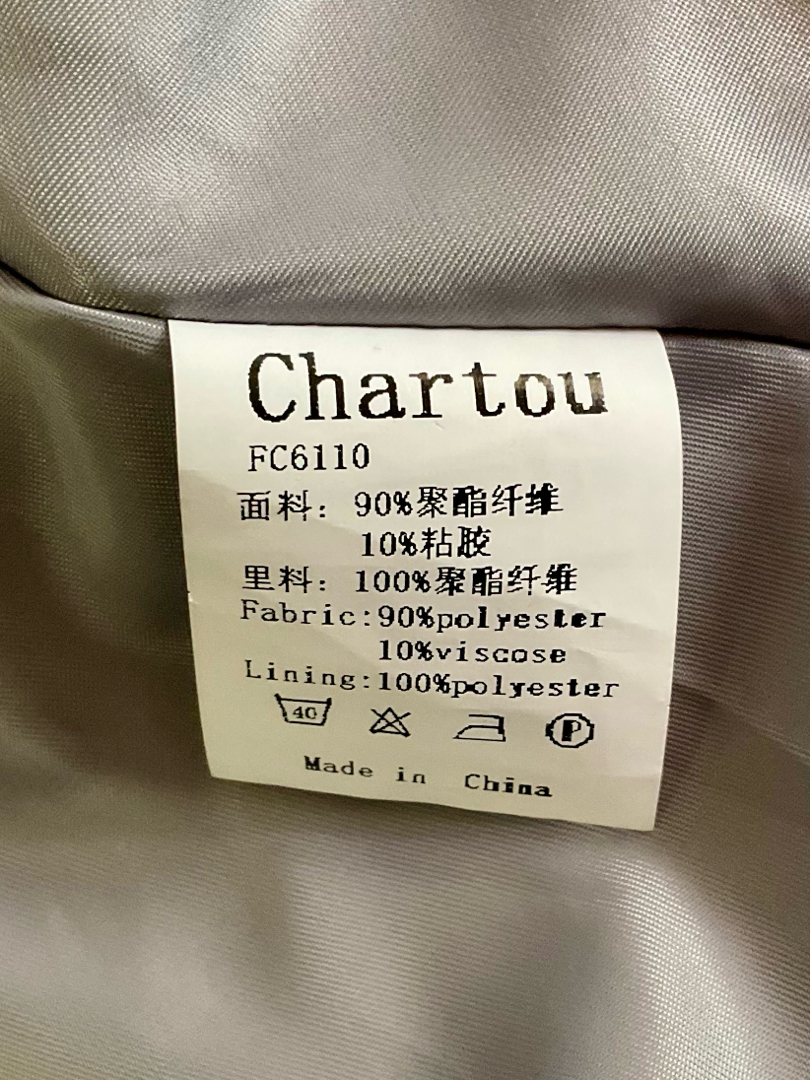 Chartou
FC6110
面料: 90%聚酯纤维
10%粘胶
里料: 100%聚酯纤维
Fabric:90%polyester
10%viscose
Lining:100%polyester
40 P
Made in China